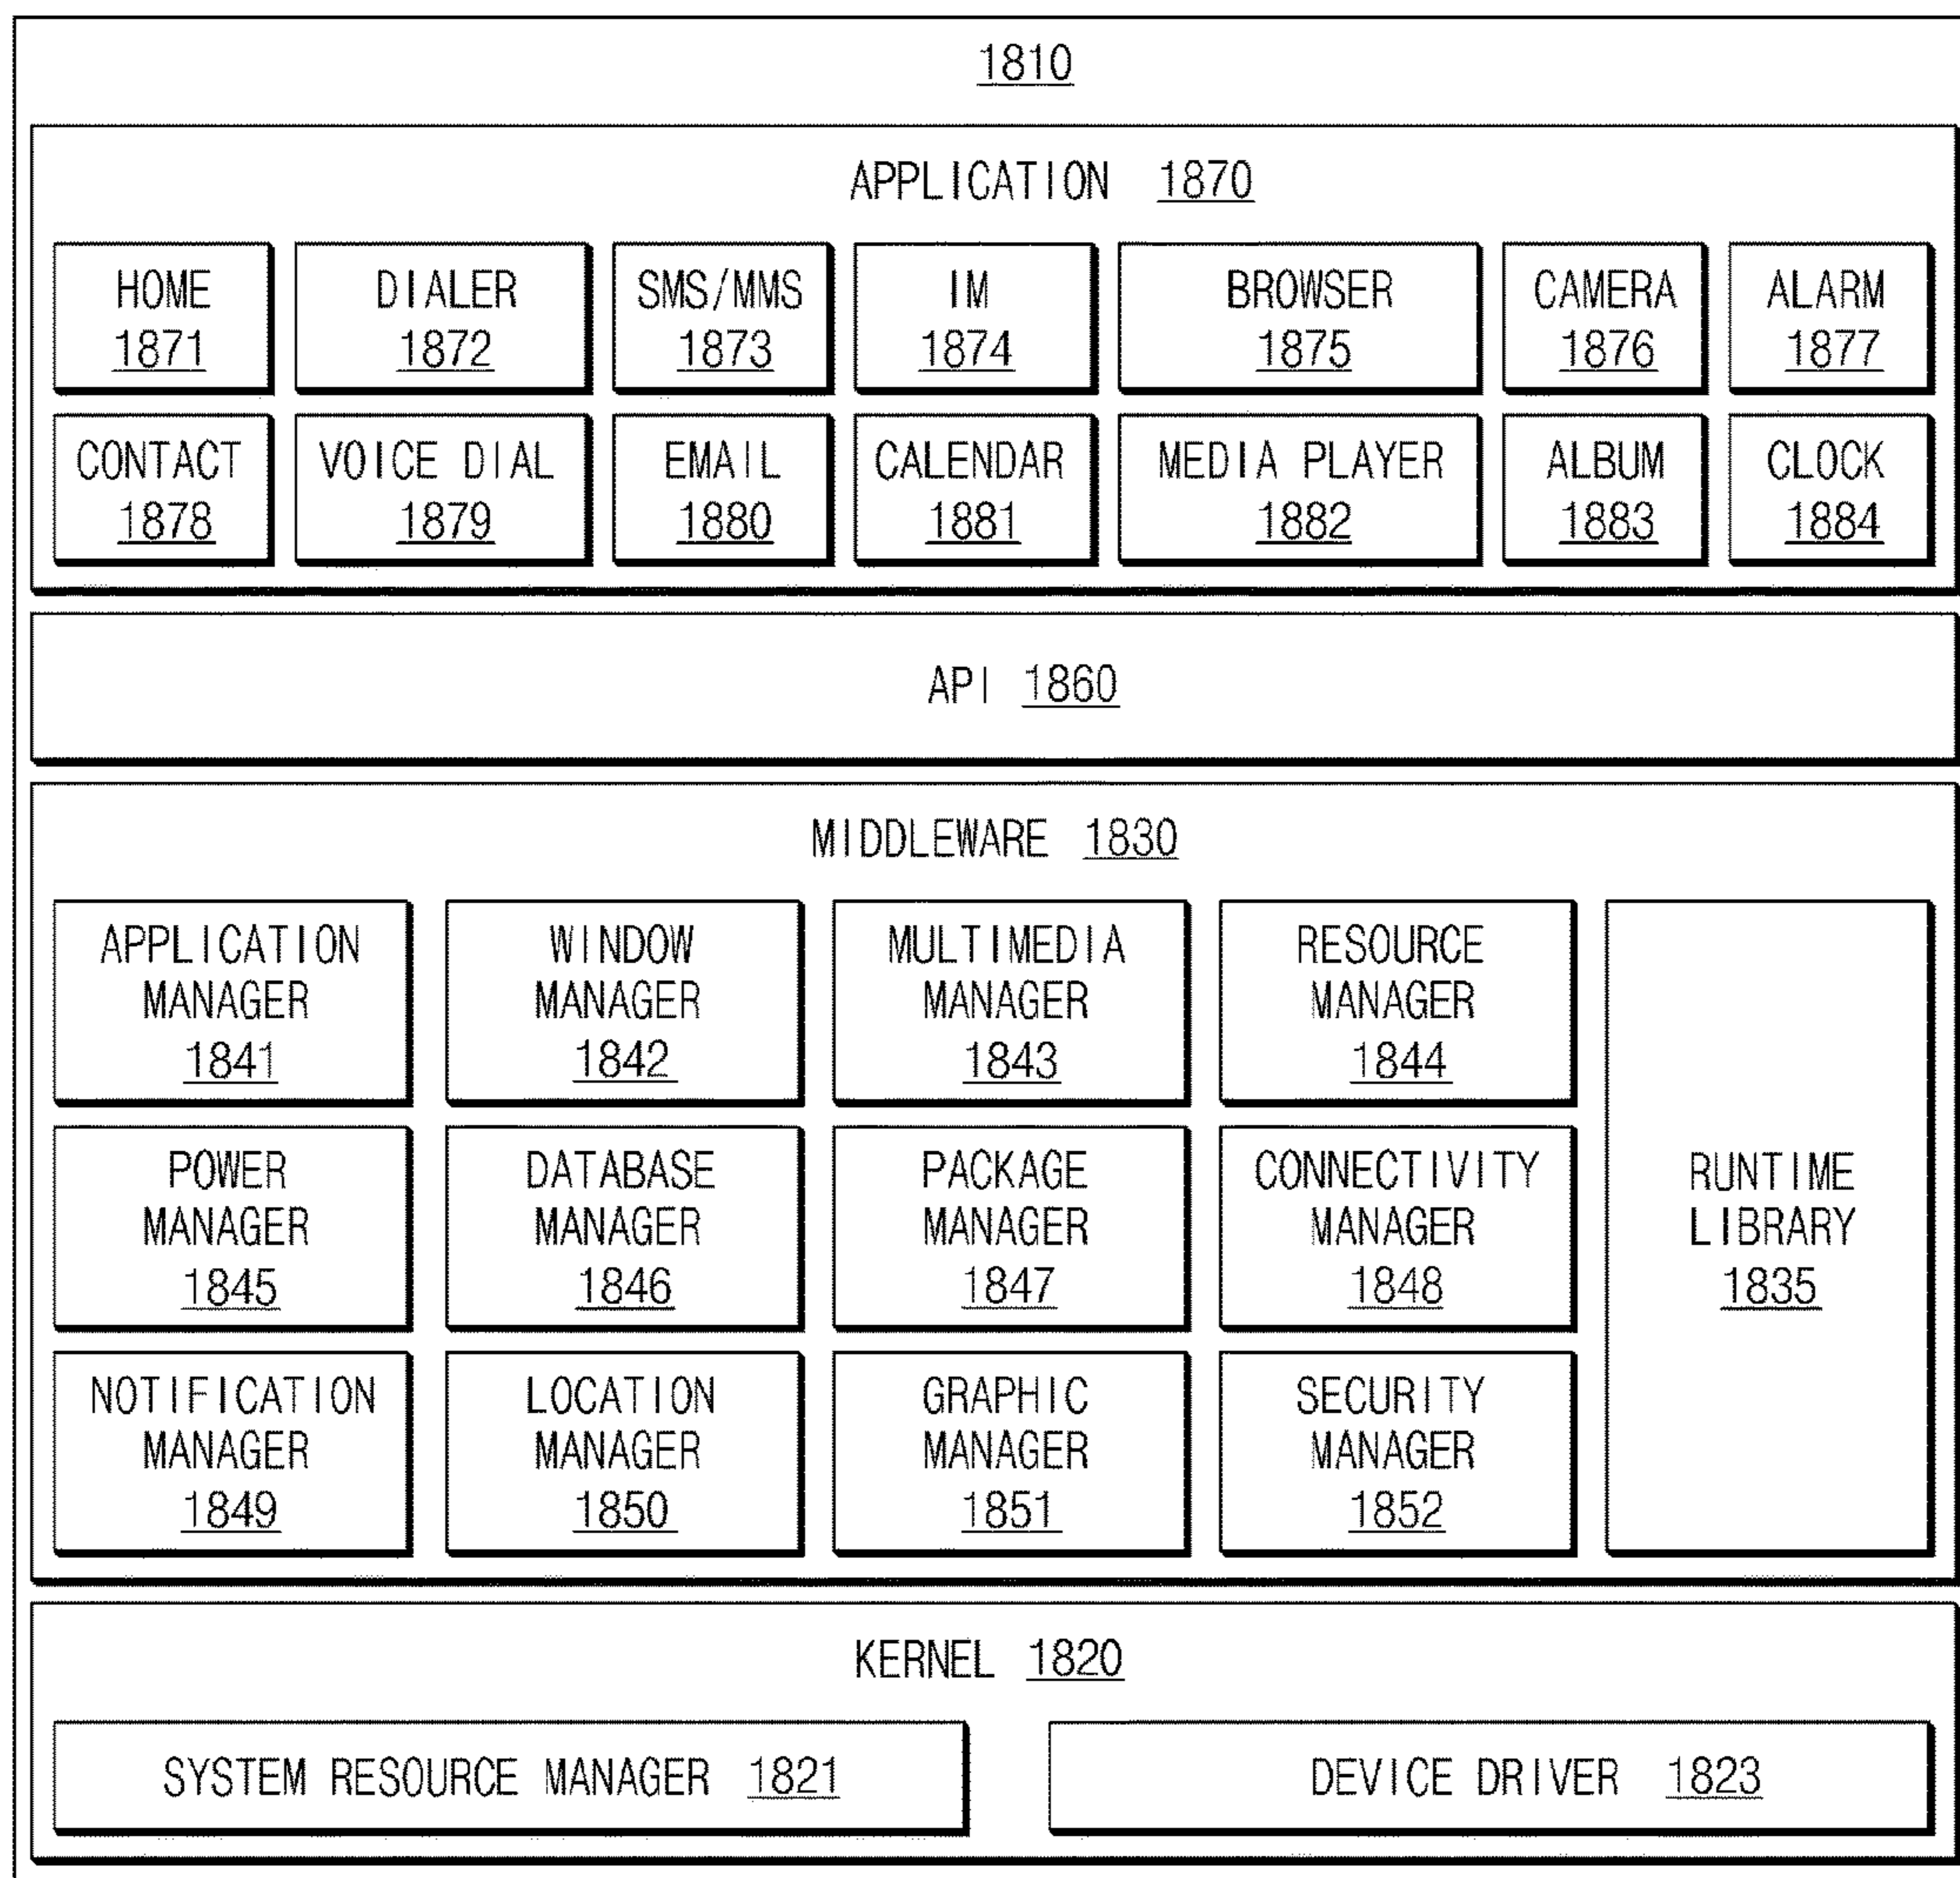 1810
APPLICATION 1870
HOME
1871
DIALER
1872
SMS/MMS
1873
IM
1874
BROWSER
1875
CAMERA
1876
ALARM
1877
CONTACT
1878
VOICE DIAL
1879
EMAIL
1880
CALENDAR
1881
MEDIA PLAYER
1882
ALBUM
1883
CLOCK
1884
API 1860
MIDDLEWARE 1830
APPLICATION
MANAGER
1841
WINDOW
MANAGER
1842
MULTIMEDIA
MANAGER
1843
RESOURCE
MANAGER
1844
POWER
MANAGER
1845
DATABASE
MANAGER
1846
PACKAGE
MANAGER
1847
CONNECTIVITY
MANAGER
1848
NOTIFICATION
MANAGER
1849
LOCATION
MANAGER
1850
GRAPHIC
MANAGER
1851
SECURITY
MANAGER
1852
RUNTIME
LIBRARY
1835
KERNEL 1820
SYSTEM RESOURCE MANAGER 1821
DEVICE DRIVER 1823